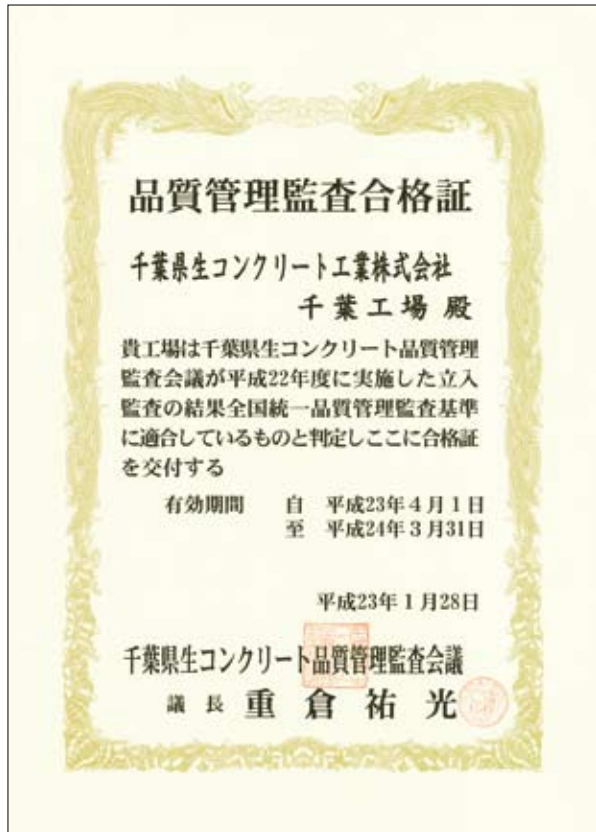 品質管理監査合格証
千葉県生コンクリート工業株式会社
千葉工場 殿
貴工場は千葉県生コンクリート品質管理
監査会議が平成22年度に実施した立入
監査の結果全国統一品質管理監査基準
に適合しているものと判定しここに合格証
を交付する
有効期間 自 平成23年4月1日
至 平成24年3月31日
平成23年1月28日
千葉県生コンクリート品質管理監査会議
議長 重倉祐光